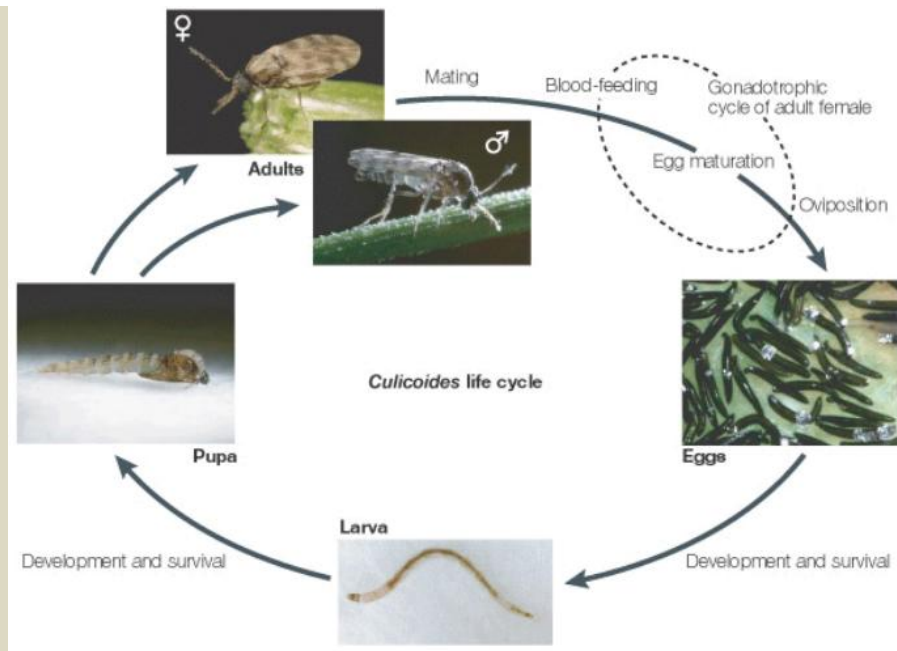 ♀
Adults
♂
Mating
Blood-feeding
Gonadotrophic
cycle of adult female
Egg maturation
Oviposition
Eggs
Development and survival
Larva
Development and survival
Pupa
Culicoides life cycle